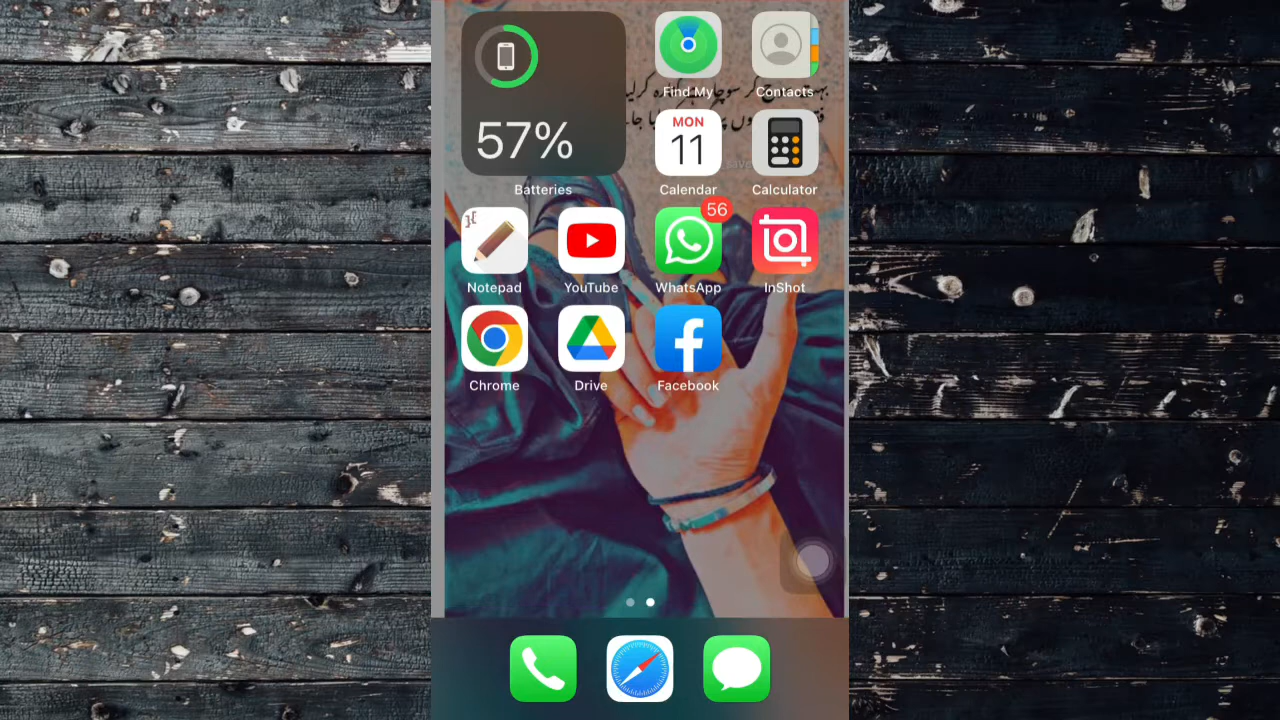 Find My
Contacts
57%
MON
11
Batteries
Calendar
Calculator
56
Notepad
YouTube
WhatsApp
InShot
Chrome
Drive
Facebook